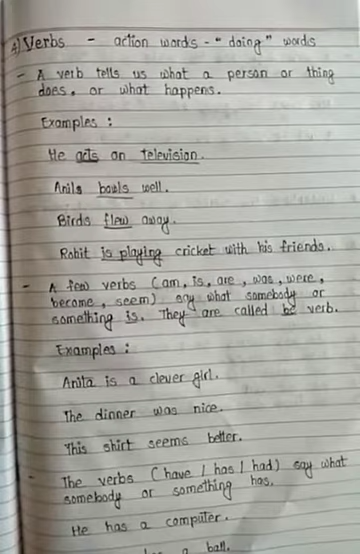 4) Verbs - action words - "doing" words
- A verb tells us what a person or thing
does, or what happens.
Examples :
He acts on television.
Anils bowls well.
Birds flew away.
Rohit is playing cricket with his friends.
- A few verbs (am, is, are, was, were,
become, seem) say what somebody or
something is. They are called be verb.
Examples :
Anita is a clever girl.
The dinner was nice.
This shirt seems better.
- The verbs (have / has / had) say what
somebody or something has.
He has a computer.
a ball.